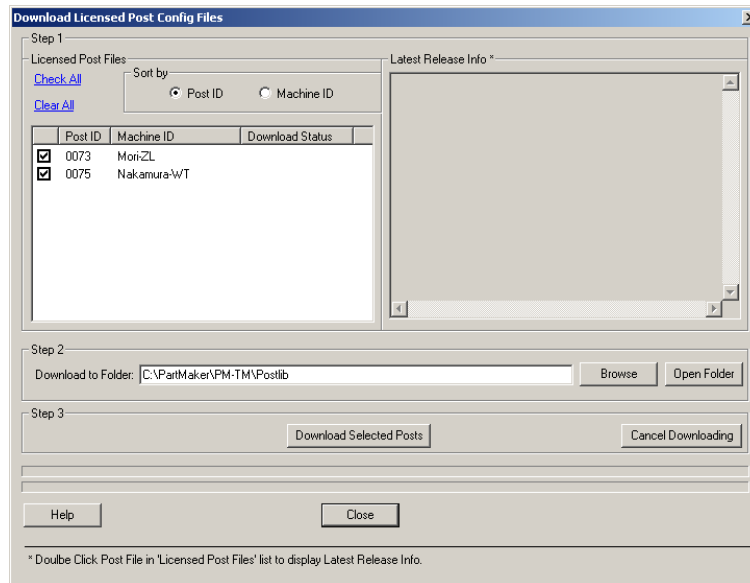 Download Licensed Post Config Files
Step 1
Licensed Post Files
Check All
Clear All
Sort by
Post ID
Machine ID
Post ID Machine ID Download Status
0073 Mori-ZL
0075 Nakamura-WT
Latest Release Info *
Step 2
Download to Folder: C:\PartMaker\PM-TM\Postlib
Browse
Open Folder
Step 3
Download Selected Posts
Cancel Downloading
Help
Close
* Doulbe Click Post File in 'Licensed Post Files' list to display Latest Release Info.